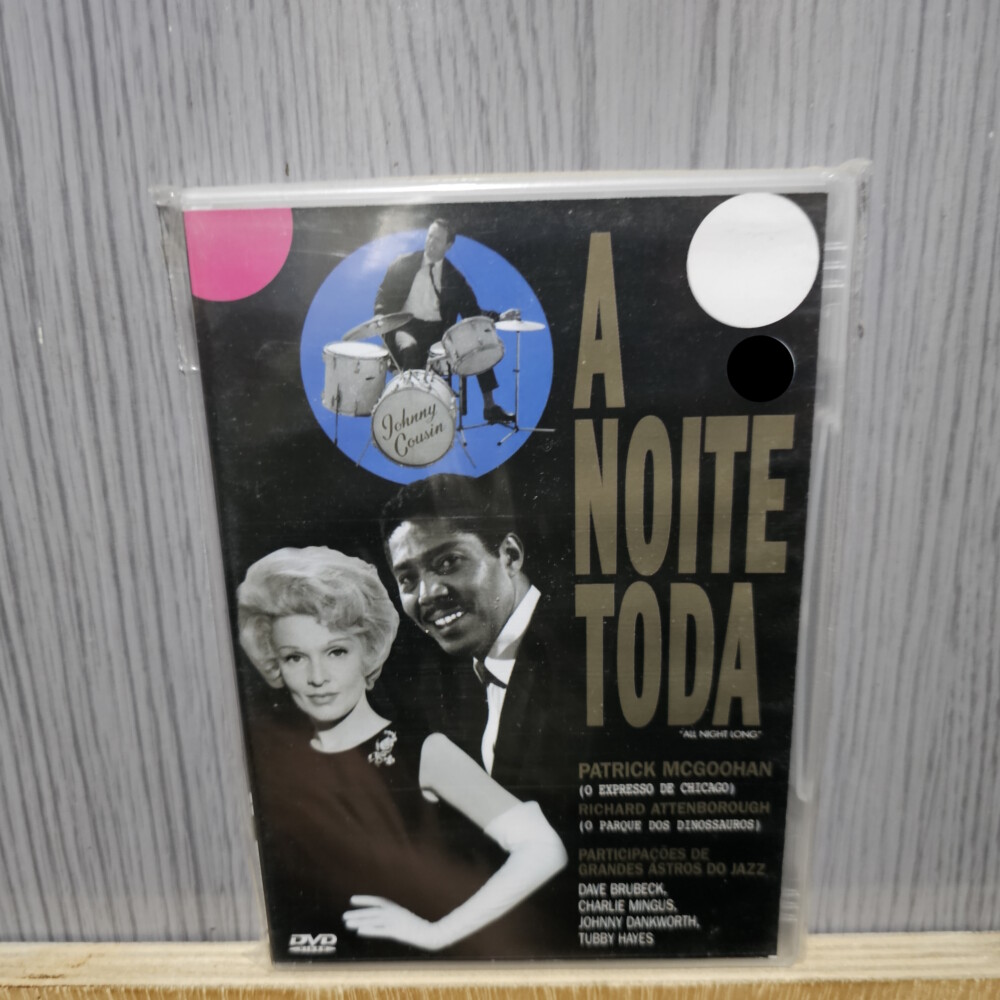 Johnny
Cousin
A
NOITE
TODA
"ALL NIGHT LONG"
PATRICK MCGOOHAN
(O EXPRESSO DE CHICAGO)
RICHARD ATTENBOROUGH
(O PARQUE DOS DINOSSAUROS)
PARTICIPAÇÕES DE
GRANDES ASTROS DO JAZZ
DAVE BRUBECK,
CHARLIE MINGUS,
JOHNNY DANKWORTH,
TUBBY HAYES
DVD
VIDEO